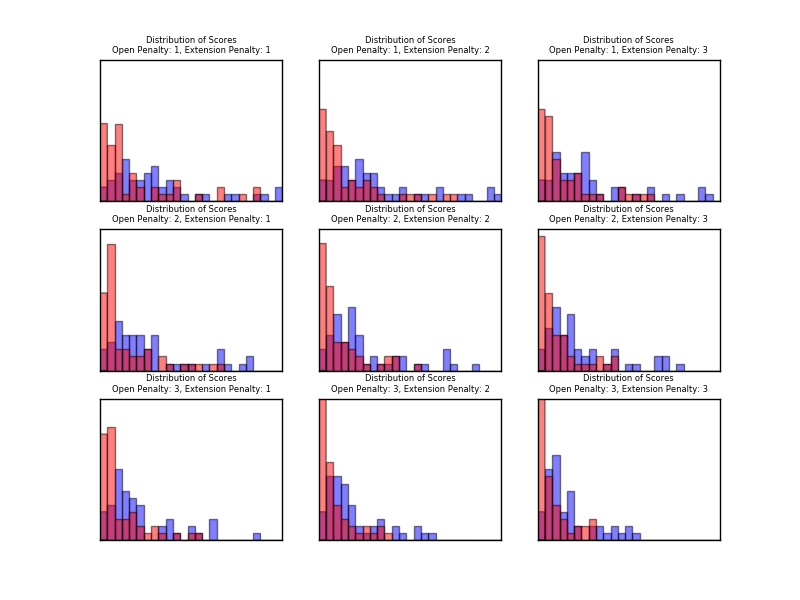 Distribution of Scores
Open Penalty: 1, Extension Penalty: 1
Distribution of Scores
Open Penalty: 1, Extension Penalty: 2
Distribution of Scores
Open Penalty: 1, Extension Penalty: 3
Distribution of Scores
Open Penalty: 2, Extension Penalty: 1
Distribution of Scores
Open Penalty: 2, Extension Penalty: 2
Distribution of Scores
Open Penalty: 2, Extension Penalty: 3
Distribution of Scores
Open Penalty: 3, Extension Penalty: 1
Distribution of Scores
Open Penalty: 3, Extension Penalty: 2
Distribution of Scores
Open Penalty: 3, Extension Penalty: 3